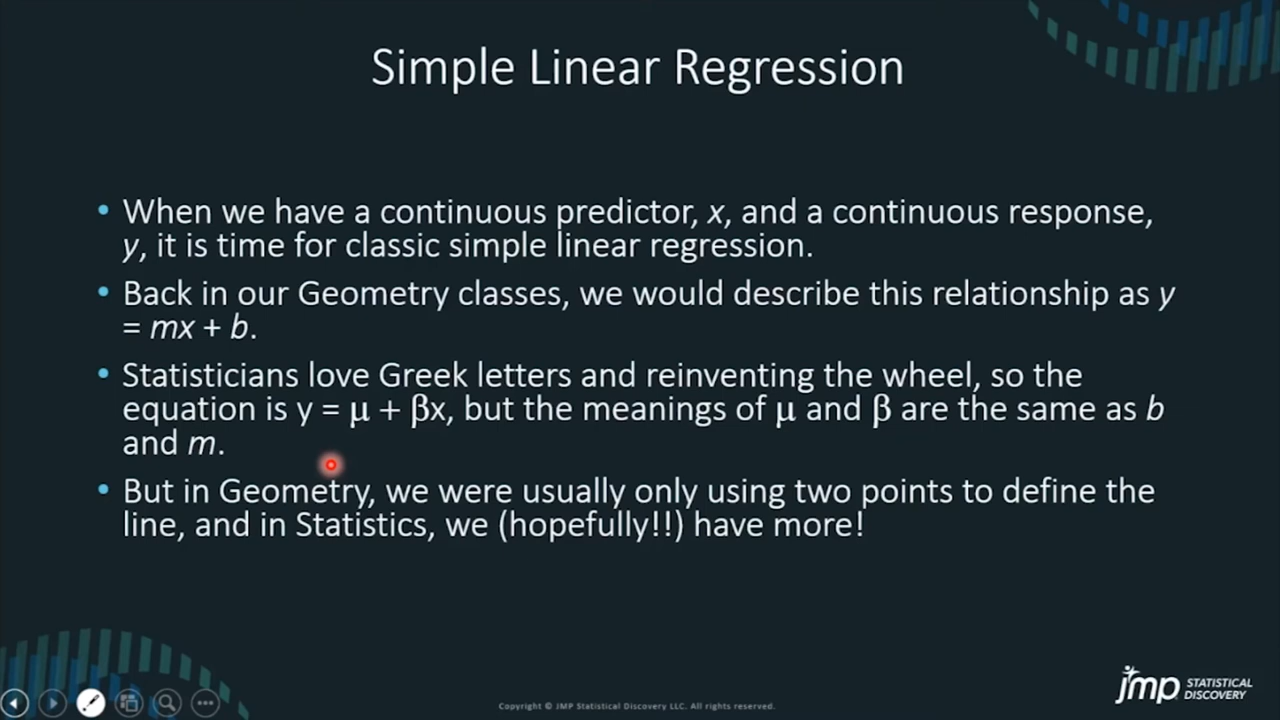 Simple Linear Regression
• When we have a continuous predictor, x, and a continuous response,
y, it is time for classic simple linear regression.
• Back in our Geometry classes, we would describe this relationship as y
= mx + b.
• Statisticians love Greek letters and reinventing the wheel, so the
equation is y = μ + βx, but the meanings of μ and β are the same as b
and m.
• But in Geometry, we were usually only using two points to define the
line, and in Statistics, we (hopefully!!) have more!
jmp STATISTICAL
DISCOVERY
Copyright © JMP Statistical Discovery LLC. All rights reserved.